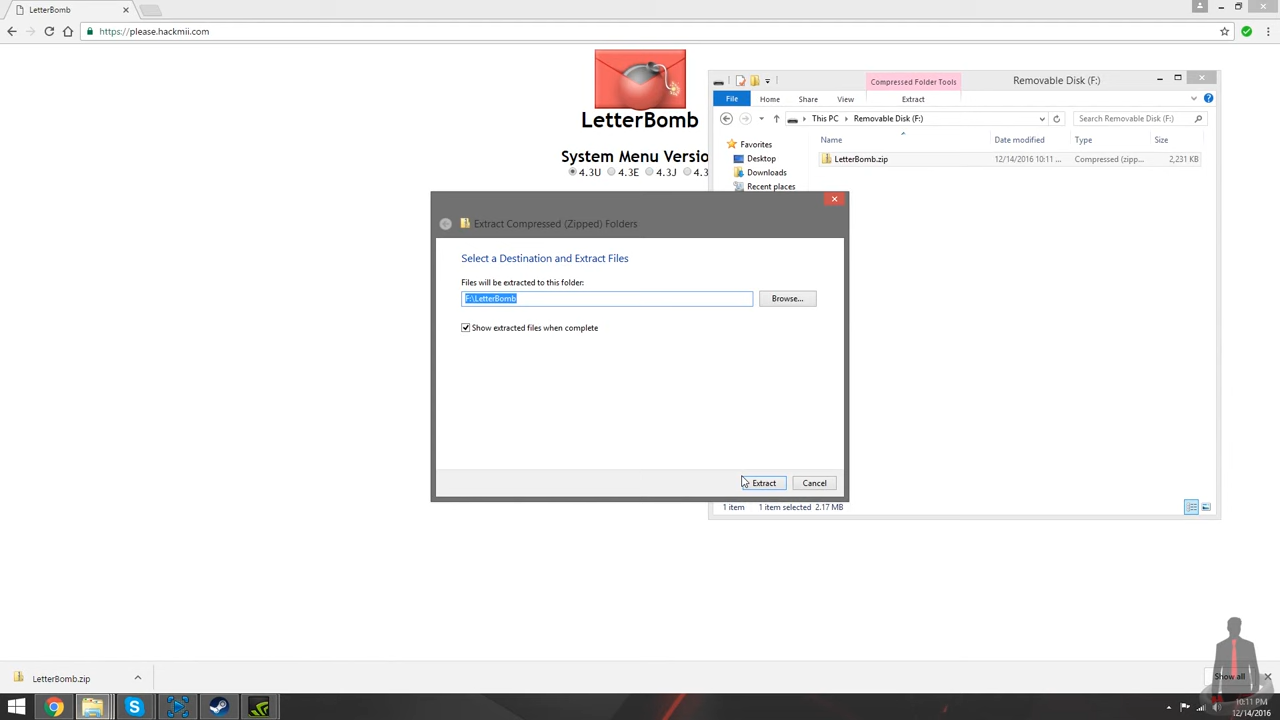 LetterBomb
https://please.hackmii.com
LetterBomb
System Menu Versio
4.3U 4.3E 4.3J 4.3
Compressed Folder Tools
Removable Disk (F:)
File Home Share View Extract
This PC Removable Disk (F:)
Search Removable Disk (F:)
Favorites
Desktop
Downloads
Recent places
Name Date modified Type Size
LetterBomb.zip 12/14/2016 10:11 ... Compressed (zipp... 2,231 KB
Extract Compressed (Zipped) Folders
Select a Destination and Extract Files
Files will be extracted to this folder:
F:\LetterBomb
Browse...
Show extracted files when complete
Extract Cancel
1 item 1 item selected 2.17 MB
LetterBomb.zip
Show all
10:11 PM
12/14/2016